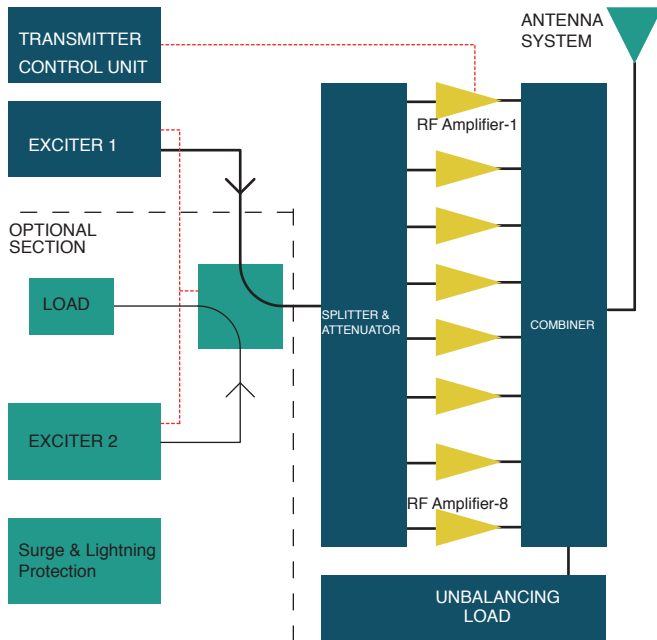 TRANSMITTER
CONTROL UNIT
ANTENNA
SYSTEM
EXCITER 1
RF Amplifier-1
OPTIONAL
SECTION
LOAD
SPLITTER &
ATTENUATOR
COMBINER
EXCITER 2
RF Amplifier-8
Surge & Lightning
Protection
UNBALANCING
LOAD